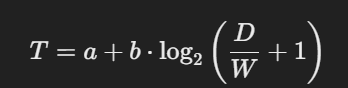 T = a + b · log₂ (D/W + 1)